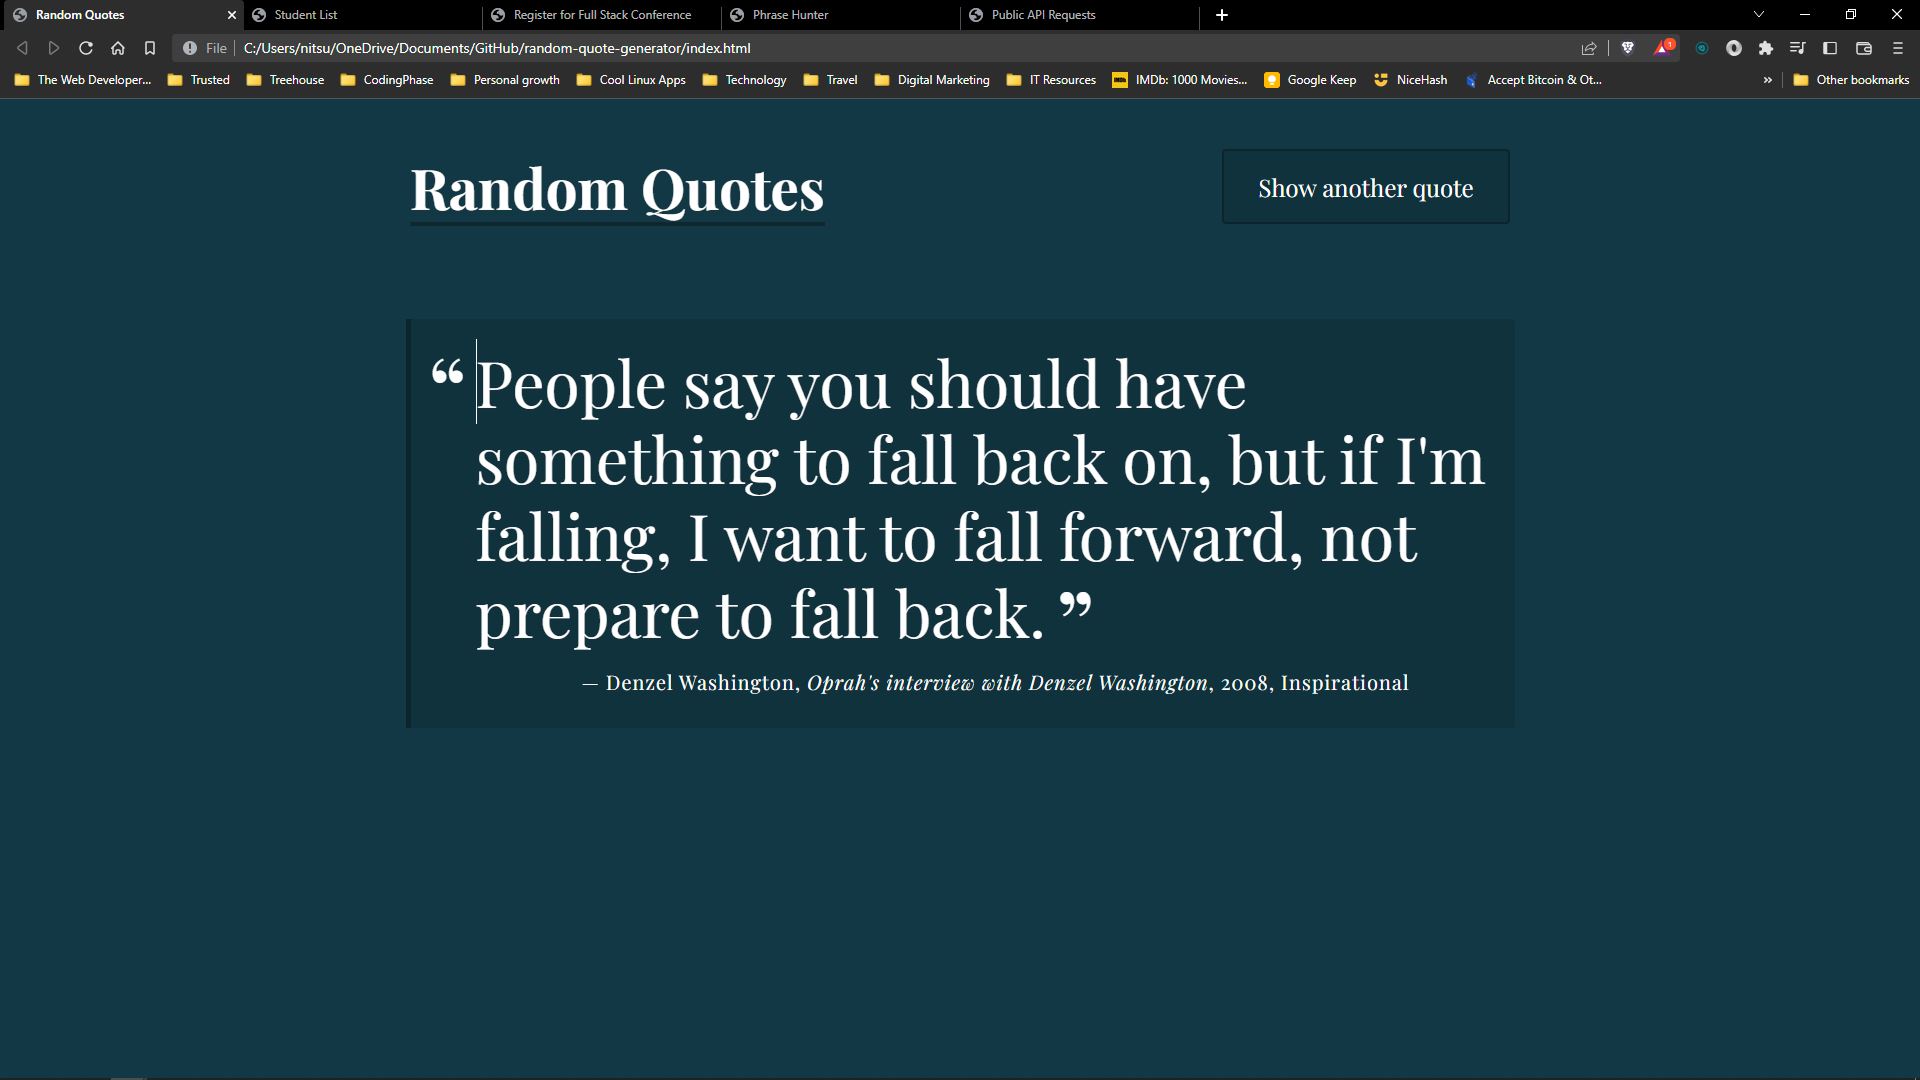 Random Quotes
Student List
Register for Full Stack Conference
Phrase Hunter
Public API Requests
File
C:/Users/nitsu/OneDrive/Documents/GitHub/random-quote-generator/index.html
1
The Web Developer...
Trusted
Treehouse
CodingPhase
Personal growth
Cool Linux Apps
Technology
Travel
Digital Marketing
IT Resources
IMDb: 1000 Movies...
Google Keep
NiceHash
Accept Bitcoin & Ot...
»
Other bookmarks
Random Quotes
Show another quote
“ People say you should have
something to fall back on, but if I'm
falling, I want to fall forward, not
prepare to fall back. ”
— Denzel Washington, Oprah's interview with Denzel Washington, 2008, Inspirational